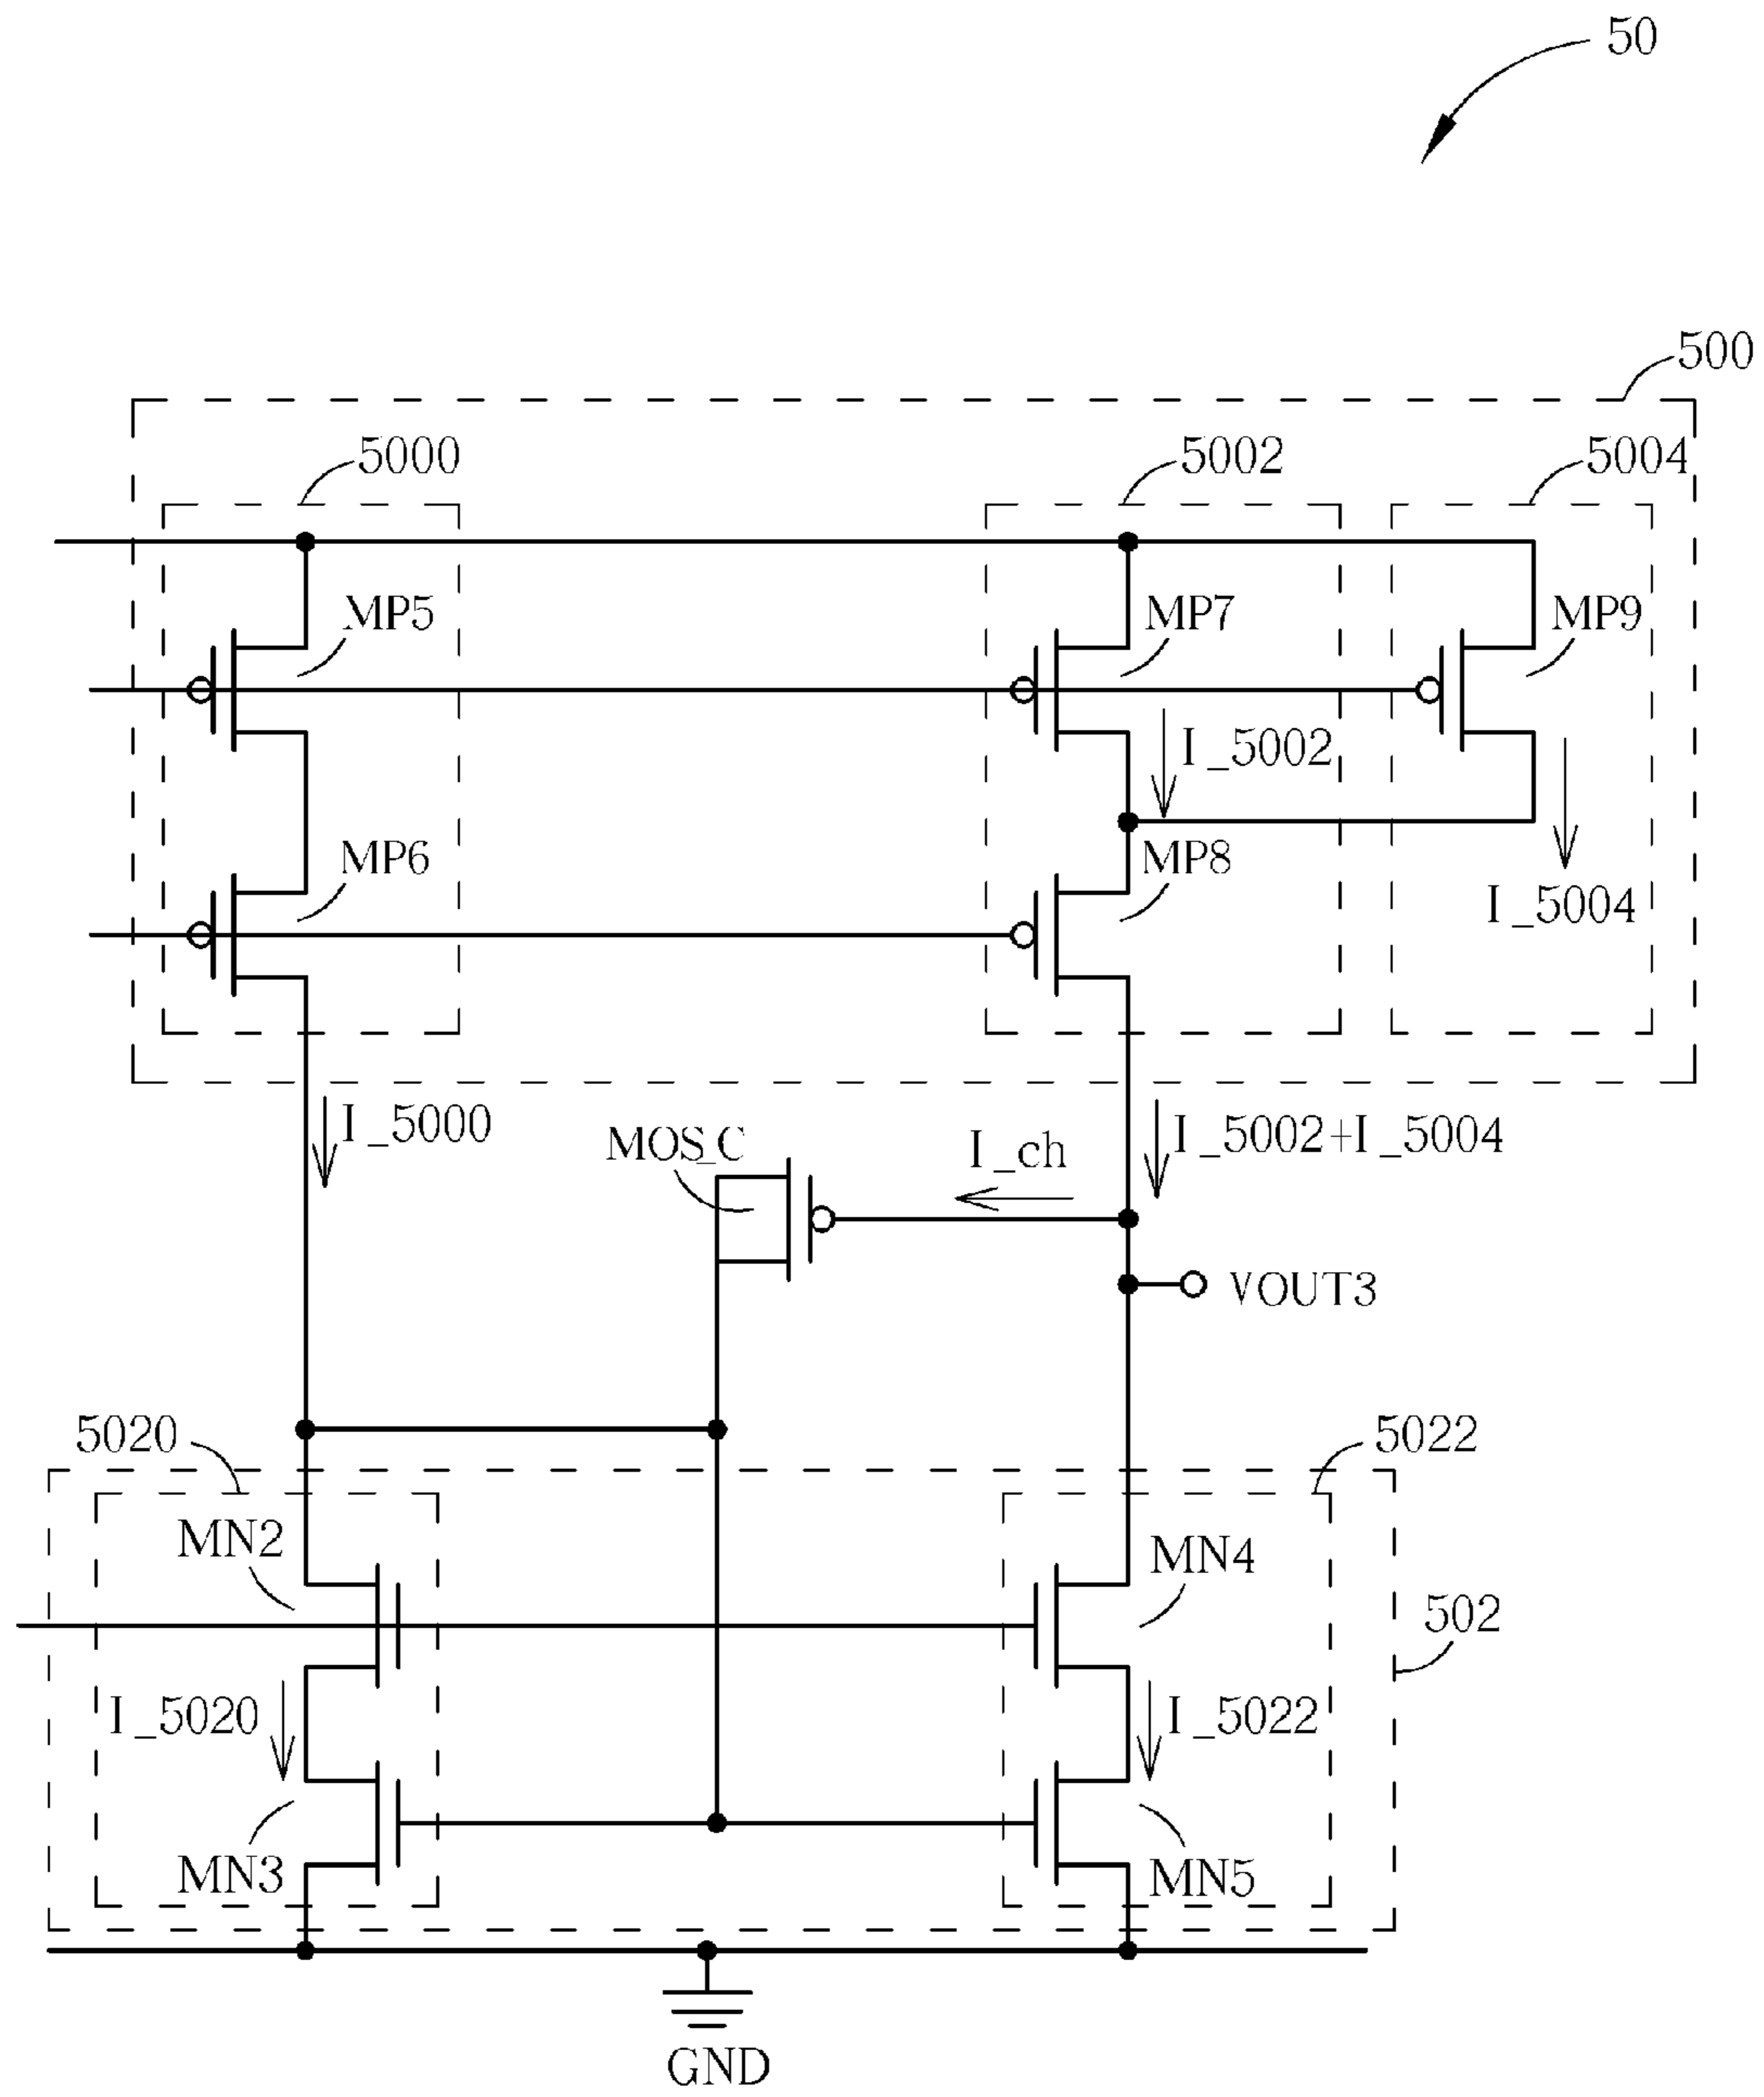 50
500
5000
5002
5004
MP5
MP7
MP9
I_5002
MP6
MP8
I_5004
I_5000
MOS_C
I_ch
I_5002+I_5004
VOUT3
5020
5022
MN2
MN4
502
I_5020
I_5022
MN3
MN5
GND